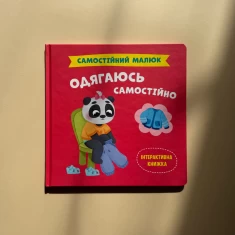 САМОСТІЙНИЙ МАЛЮК
ОДЯГАЮСЬ
САМОСТІЙНО
ІНТЕРАКТИВНА
КНИЖКА